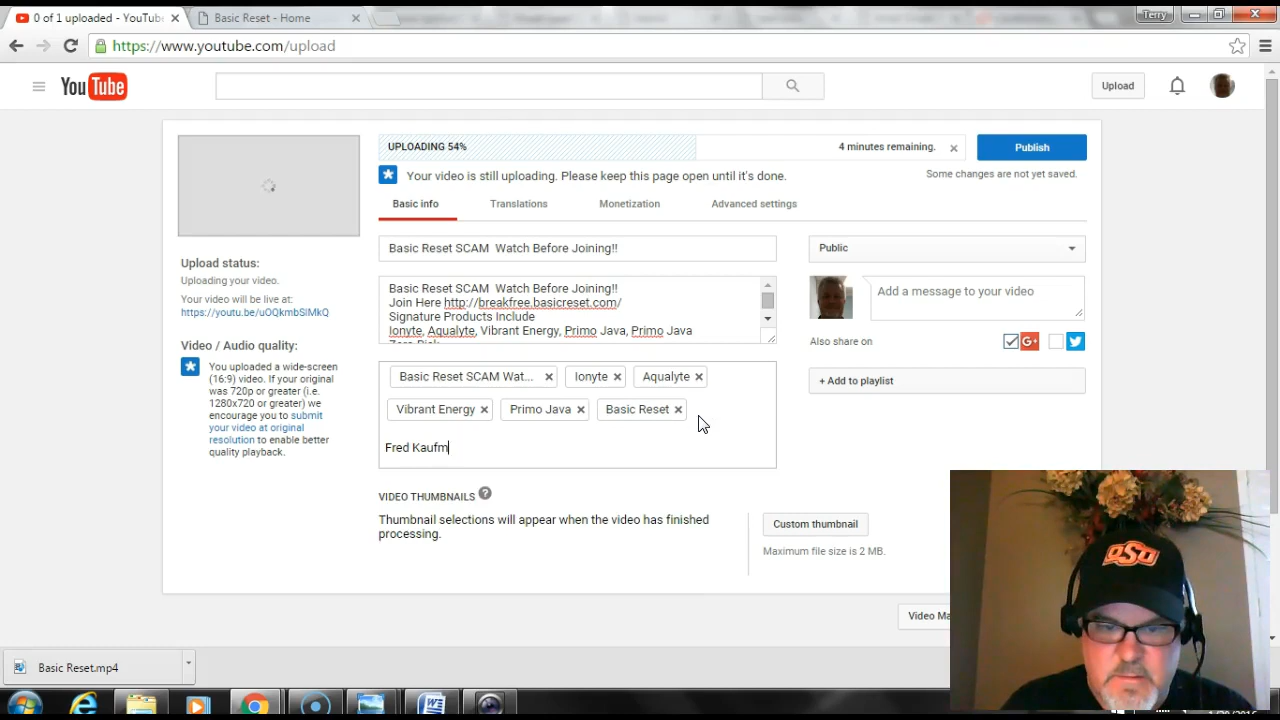 0 of 1 uploaded - YouTu
Basic Reset - Home
Terry
https://www.youtube.com/upload
You Tube
Upload
UPLOADING 54%
4 minutes remaining.
Publish
Your video is still uploading. Please keep this page open until it's done.
Some changes are not yet saved.
Basic info
Translations
Monetization
Advanced settings
Basic Reset SCAM Watch Before Joining!!
Public
Upload status:
Uploading your video.
Your video will be live at:
https://youtu.be/uOQkmbSlMkQ
Basic Reset SCAM Watch Before Joining!!
Join Here http://breakfree.basicreset.com/
Signature Products Include
Ionyte, Aqualyte, Vibrant Energy, Primo Java, Primo Java
Add a message to your video
Also share on
G+
Video / Audio quality:
You uploaded a wide-screen
(16:9) video. If your original
was 720p or greater (i.e.
1280x720 or greater) we
encourage you to submit
your video at original
resolution to enable better
quality playback.
Basic Reset SCAM Wat...
Ionyte
Aqualyte
Vibrant Energy
Primo Java
Basic Reset
Fred Kaufm
+ Add to playlist
VIDEO THUMBNAILS ?
Thumbnail selections will appear when the video has finished
processing.
Custom thumbnail
Maximum file size is 2 MB.
Video Ma
OSU
Basic Reset.mp4